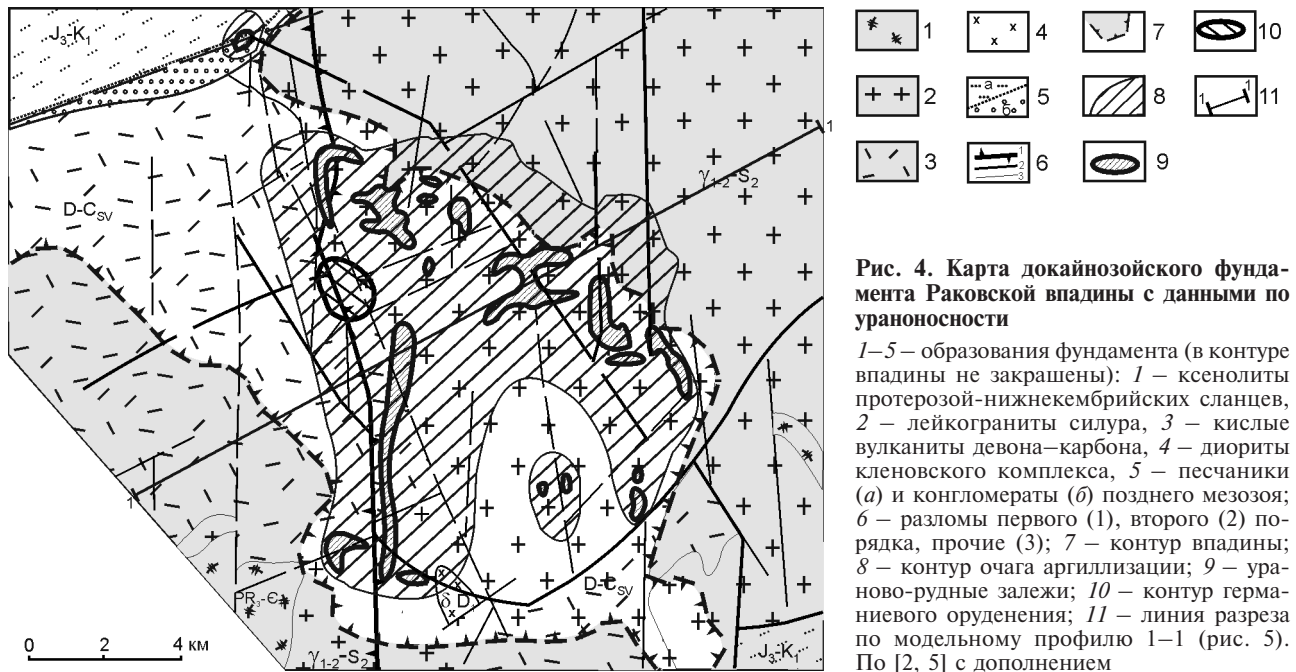 J₃-K₁
1
γ₁₋₂-S₂
D-C_SV
1
PR₃-Є₁
δ D₁
D-C_SV
γ₁₋₂-S₂
J₃-K₁
0 2 4 км
1 4 7 10
2 а б 5 8 1 1 11
3 1 2 3 6 9
Рис. 4. Карта докайнозойского фунда-
мента Раковской впадины с данными по
ураноносности
1–5 – образования фундамента (в контуре
впадины не закрашены): 1 – ксенолиты
протерозой-нижнекембрийских сланцев,
2 – лейкограниты силура, 3 – кислые
вулканиты девона–карбона, 4 – диориты
кленовского комплекса, 5 – песчаники
(а) и конгломераты (б) позднего мезозоя;
6 – разломы первого (1), второго (2) по-
рядка, прочие (3); 7 – контур впадины;
8 – контур очага аргиллизации; 9 – ура-
ново-рудные залежи; 10 – контур герма-
ниевого оруденения; 11 – линия разреза
по модельному профилю 1–1 (рис. 5).
По [2, 5] с дополнением